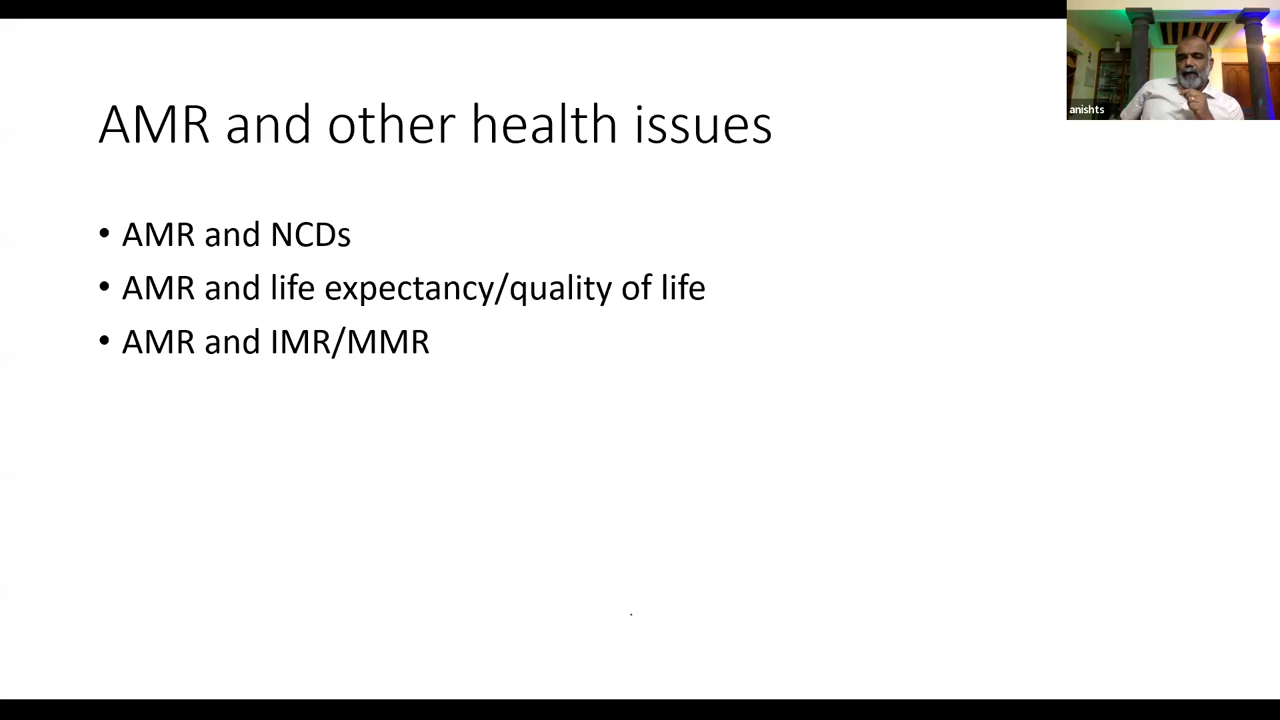 AMR and other health issues
• AMR and NCDs
• AMR and life expectancy/quality of life
• AMR and IMR/MMR
anishts